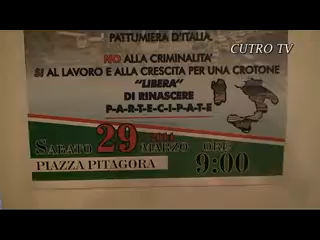 PATTUMIERA D'ITALIA.
CUTRO TV
NO ALLA CRIMINALITA'
SI AL LAVORO E ALLA CRESCITA PER UNA CROTONE
"LIBERA"
DI RINASCERE
P-A-R-T-E-C-I-P-A-T-E
SABATO 29 MARZO ORE 9:00
PIAZZA PITAGORA